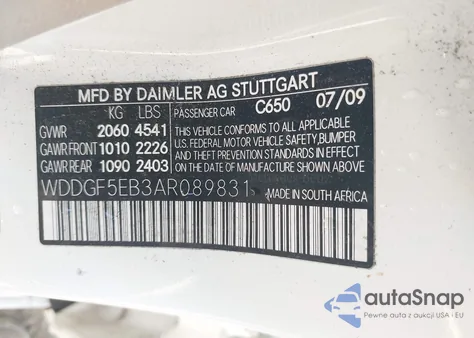 MFD BY DAIMLER AG STUTTGART
KG LBS PASSENGER CAR C650 07/09
GVWR 2060 4541
GAWR FRONT 1010 2226
GAWR REAR 1090 2403
THIS VEHICLE CONFORMS TO ALL APPLICABLE
U.S. FEDERAL MOTOR VEHICLE SAFETY, BUMPER
AND THEFT PREVENTION STANDARDS IN
EFFECT ON THE DATE OF MANUFACTURE
SHOWN ABOVE.
WDDGF5EB3AR089831 MADE IN SOUTH AFRICA
autoSnap
Pewne auta z odzysku USA i EU